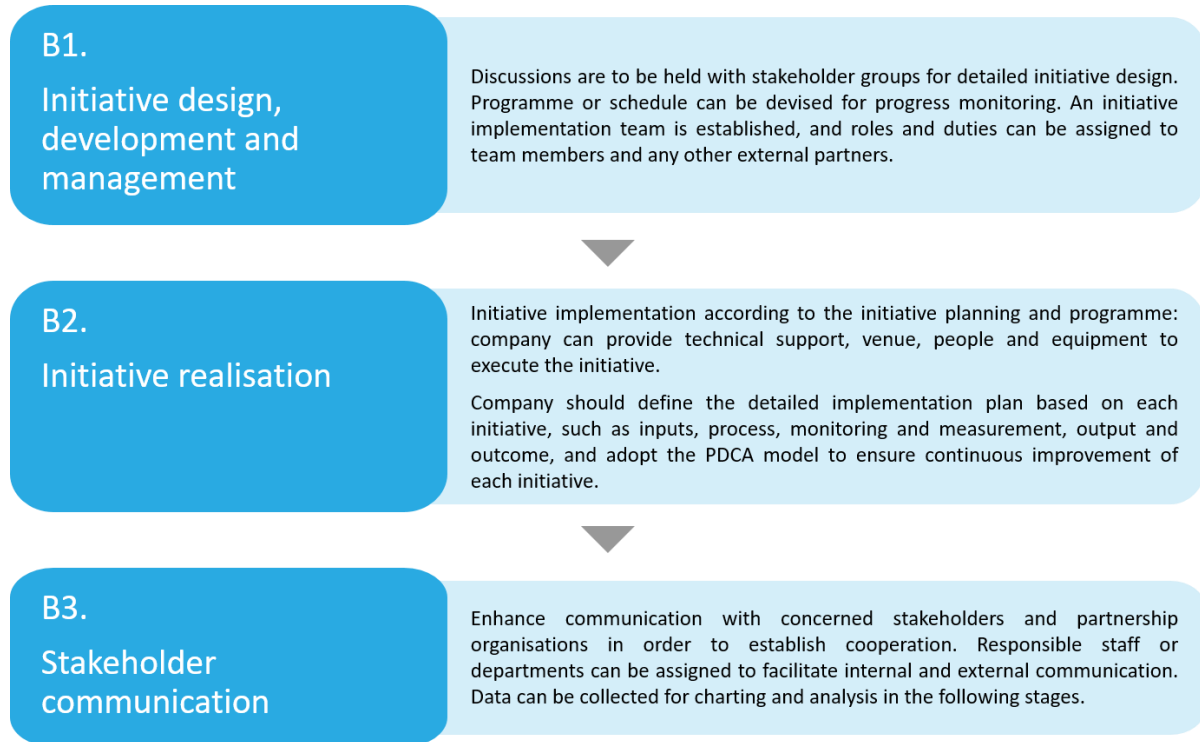 B1.
Initiative design,
development and
management
Discussions are to be held with stakeholder groups for detailed initiative design.
Programme or schedule can be devised for progress monitoring. An initiative
implementation team is established, and roles and duties can be assigned to
team members and any other external partners.
B2.
Initiative realisation
Initiative implementation according to the initiative planning and programme:
company can provide technical support, venue, people and equipment to
execute the initiative.
Company should define the detailed implementation plan based on each
initiative, such as inputs, process, monitoring and measurement, output and
outcome, and adopt the PDCA model to ensure continuous improvement of
each initiative.
B3.
Stakeholder
communication
Enhance communication with concerned stakeholders and partnership
organisations in order to establish cooperation. Responsible staff or
departments can be assigned to facilitate internal and external communication.
Data can be collected for charting and analysis in the following stages.